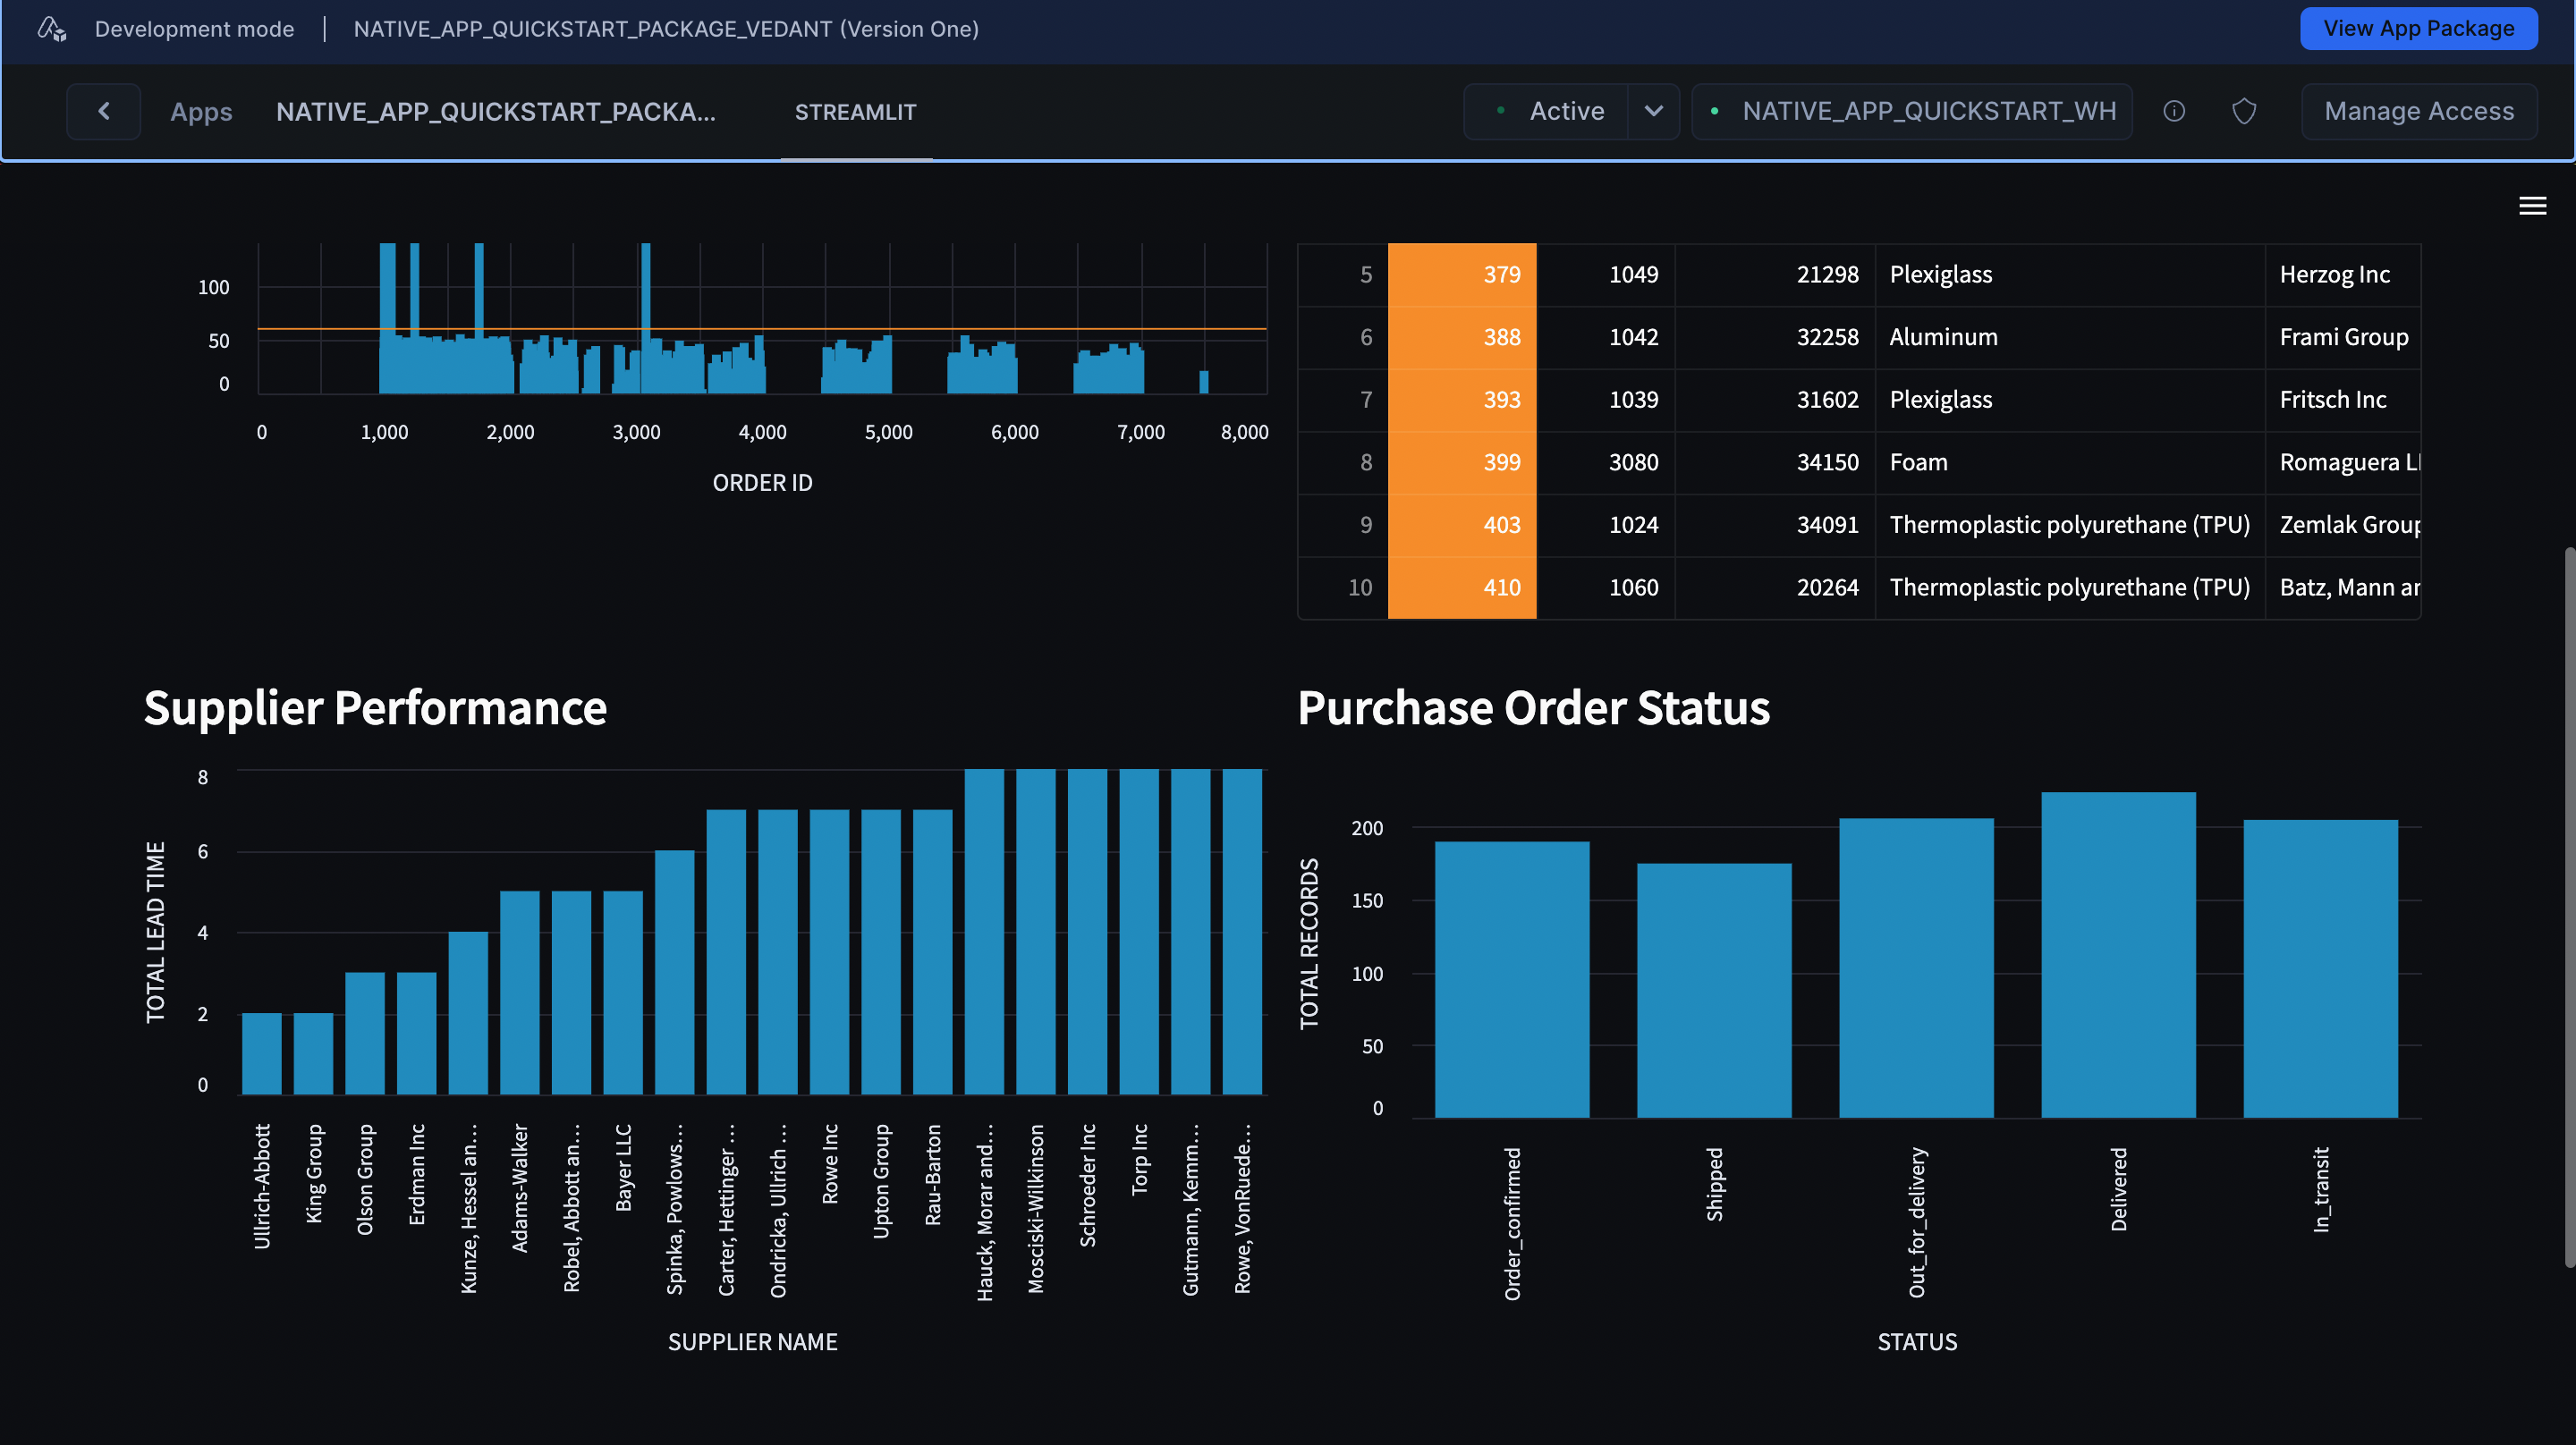 Development mode | NATIVE_APP_QUICKSTART_PACKAGE_VEDANT (Version One)
View App Package
Apps
NATIVE_APP_QUICKSTART_PACKA...
STREAMLIT
Active
NATIVE_APP_QUICKSTART_WH
Manage Access
100
50
0
0
1,000
2,000
3,000
4,000
5,000
6,000
7,000
8,000
ORDER ID
5 379 1049 21298 Plexiglass Herzog Inc
6 388 1042 32258 Aluminum Frami Group
7 393 1039 31602 Plexiglass Fritsch Inc
8 399 3080 34150 Foam Romaguera L
9 403 1024 34091 Thermoplastic polyurethane (TPU) Zemlak Group
10 410 1060 20264 Thermoplastic polyurethane (TPU) Batz, Mann ar
Supplier Performance
TOTAL LEAD TIME
8
6
4
2
0
Ullrich-Abbott
King Group
Olson Group
Erdman Inc
Kunze, Hessel an...
Adams-Walker
Robel, Abbott an...
Bayer LLC
Spinka, Powlows...
Carter, Hettinger ...
Ondricka, Ullrich ...
Rowe Inc
Upton Group
Rau-Barton
Hauck, Morar and...
Mosciski-Wilkinson
Schroeder Inc
Torp Inc
Gutmann, Kemm...
Rowe, VonRuede...
SUPPLIER NAME
Purchase Order Status
TOTAL RECORDS
200
150
100
50
0
Order_confirmed
Shipped
Out_for_delivery
Delivered
In_transit
STATUS